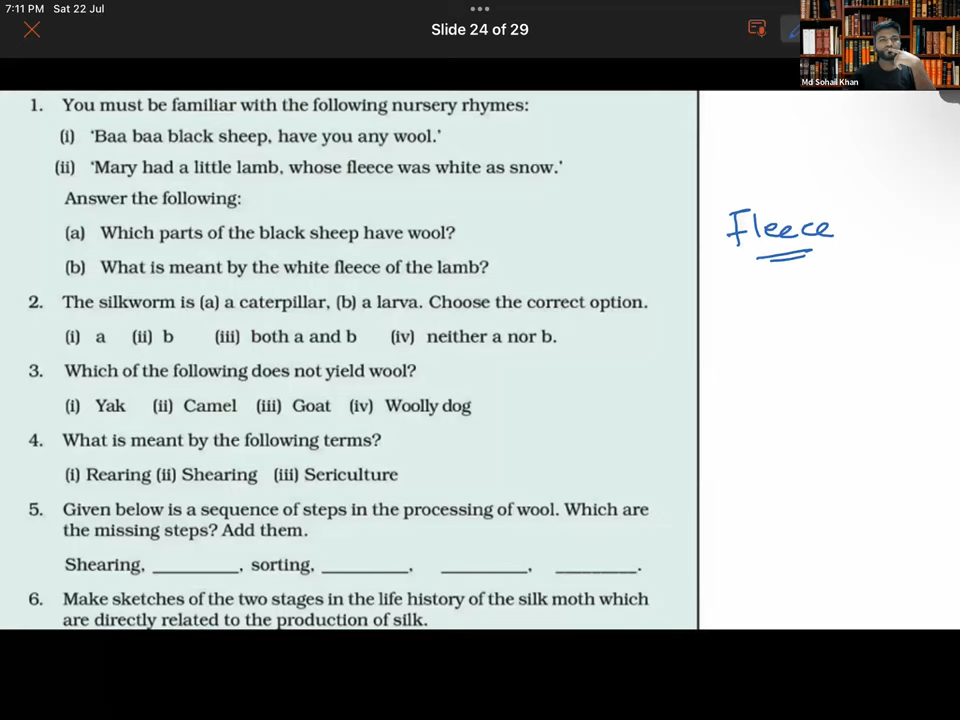 7:11 PM Sat 22 Jul
Slide 24 of 29
Md Sohail Khan
1. You must be familiar with the following nursery rhymes:
(i) 'Baa baa black sheep, have you any wool.'
(ii) 'Mary had a little lamb, whose fleece was white as snow.'
Answer the following:
(a) Which parts of the black sheep have wool?
(b) What is meant by the white fleece of the lamb?
2. The silkworm is (a) a caterpillar, (b) a larva. Choose the correct option.
(i) a (ii) b (iii) both a and b (iv) neither a nor b.
3. Which of the following does not yield wool?
(i) Yak (ii) Camel (iii) Goat (iv) Woolly dog
4. What is meant by the following terms?
(i) Rearing (ii) Shearing (iii) Sericulture
5. Given below is a sequence of steps in the processing of wool. Which are
the missing steps? Add them.
Shearing, _________, sorting, _________, _________, _________.
6. Make sketches of the two stages in the life history of the silk moth which
are directly related to the production of silk.
Fleece